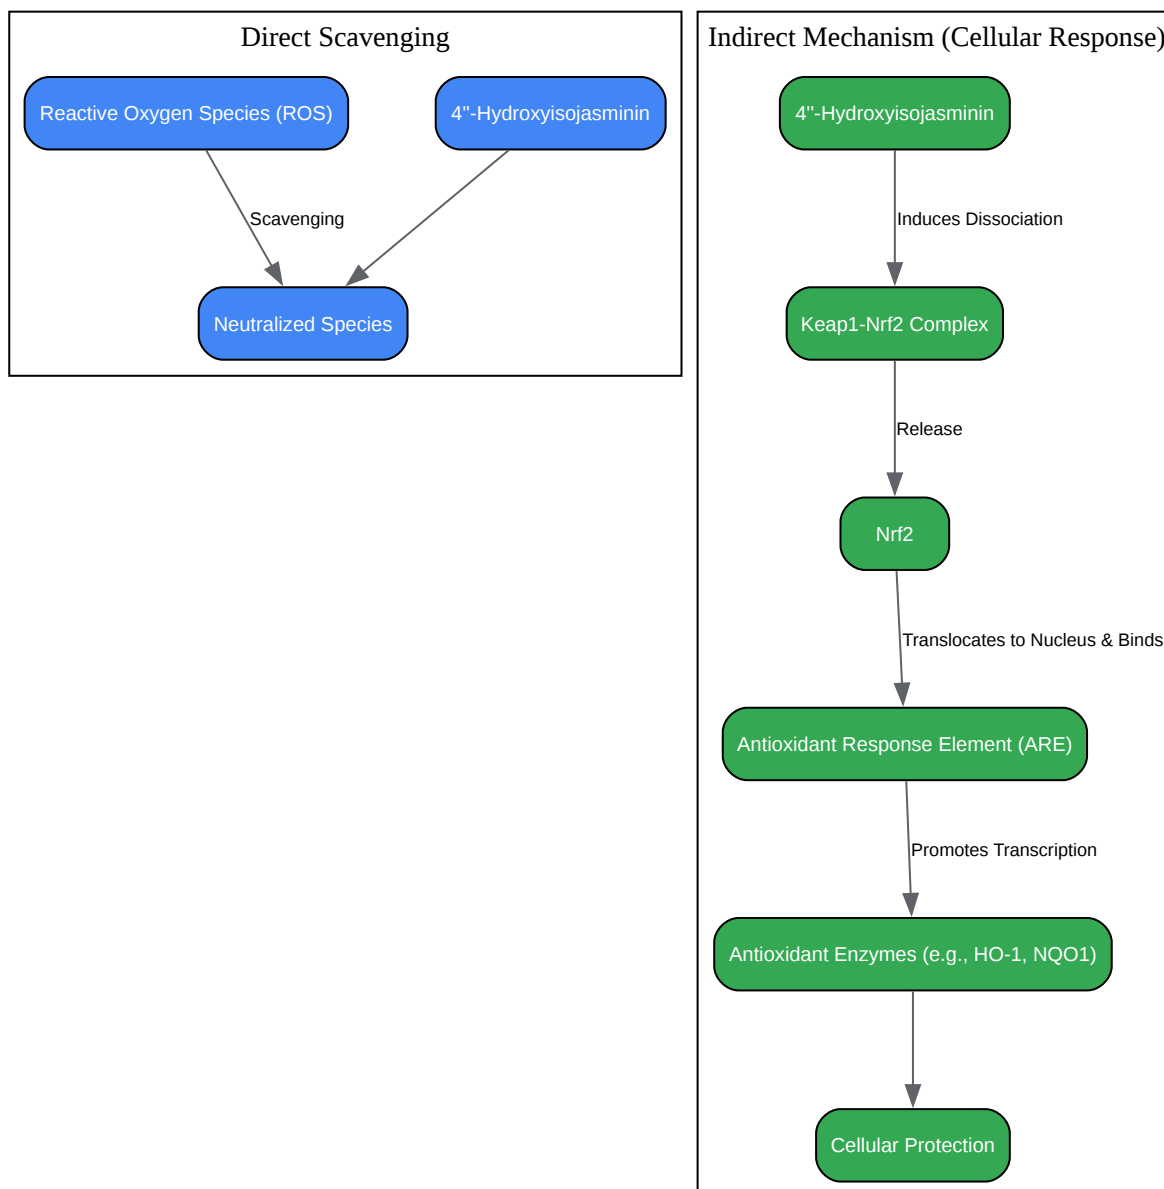 Direct Scavenging
Reactive Oxygen Species (ROS)
4''-Hydroxyisojasminin
Scavenging
Neutralized Species
Indirect Mechanism (Cellular Response)
4''-Hydroxyisojasminin
Induces Dissociation
Keap1-Nrf2 Complex
Release
Nrf2
Translocates to Nucleus & Binds
Antioxidant Response Element (ARE)
Promotes Transcription
Antioxidant Enzymes (e.g., HO-1, NQO1)
Cellular Protection